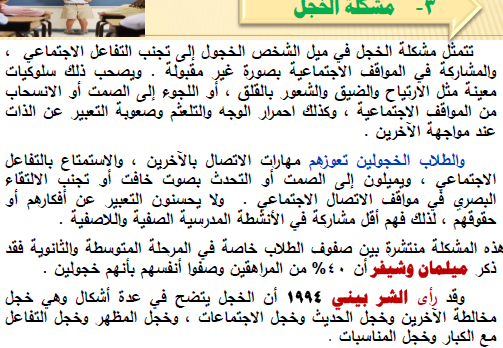 ٣- مشكلة الخجل
تتمثل مشكلة الخجل في ميل الشخص الخجول إلى تجنب التفاعل الاجتماعي ،
والمشاركة في المواقف الاجتماعية بصورة غير مقبولة . ويصحب ذلك سلوكيات
معينة مثل الارتياح والضيق والشعور بالقلق ، أو اللجوء إلى الصمت أو الانسحاب
من المواقف الاجتماعية ، وكذلك احمرار الوجه والتلعثم وصعوبة التعبير عن الذات
عند مواجهة الآخرين .
والطلاب الخجولين تعوزهم مهارات الاتصال بالآخرين ، والاستمتاع بالتفاعل
الاجتماعي ، ويميلون إلى الصمت أو التحدث بصوت خافت أو تجنب الالتقاء
البصري في مواقف الاتصال الاجتماعي . ولا يحسنون التعبير عن أفكارهم أو
حقوقهم ، لذلك فهم أقل مشاركة في الأنشطة المدرسية الصفية واللاصفية .
هذه المشكلة منتشرة بين صفوف الطلاب خاصة في المرحلة المتوسطة والثانوية فقد
ذكر ميلمان وشيفر أن ٤٠% من المراهقين وصفوا أنفسهم بأنهم خجولين .
وقد رأى الشر بيني ١٩٩٤ أن الخجل يتضح في عدة أشكال وهي خجل
مخالطة الآخرين وخجل الحديث وخجل الاجتماعات ، وخجل المظهر وخجل التفاعل
مع الكبار وخجل المناسبات .